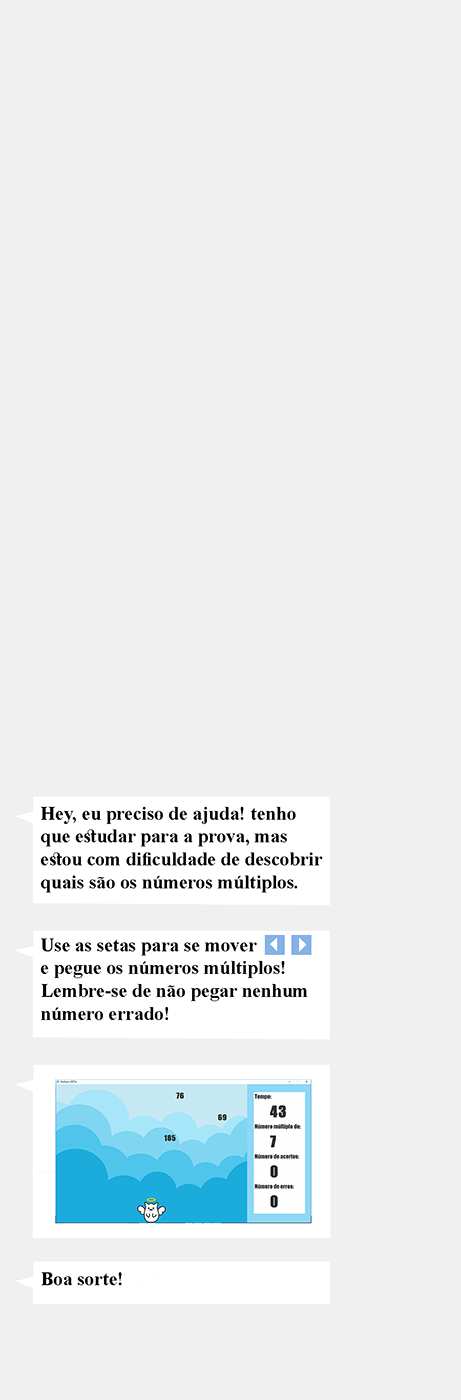 Hey, eu preciso de ajuda! tenho
que estudar para a prova, mas
estou com dificuldade de descobrir
quais são os números múltiplos.
Use as setas para se mover
e pegue os números múltiplos!
Lembre-se de não pegar nenhum
número errado!
76
69
185
Tempo:
43
Número múltiplo de:
7
Número de acertos:
0
Número de erros:
0
Boa sorte!